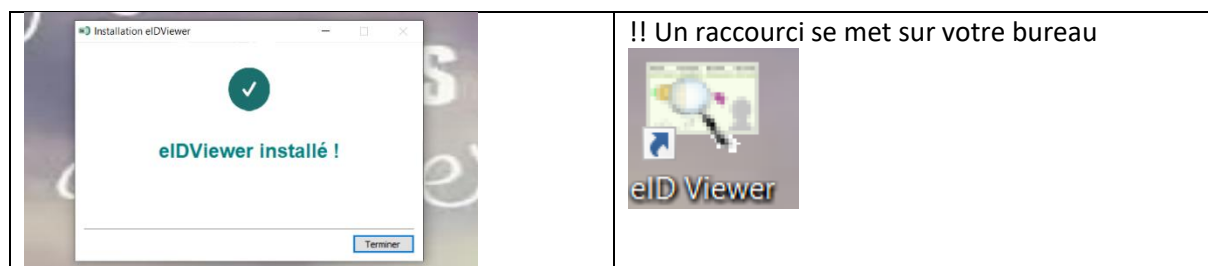 Installation eIDViewer
eIDViewer installé !
Terminer
!! Un raccourci se met sur votre bureau
eID Viewer